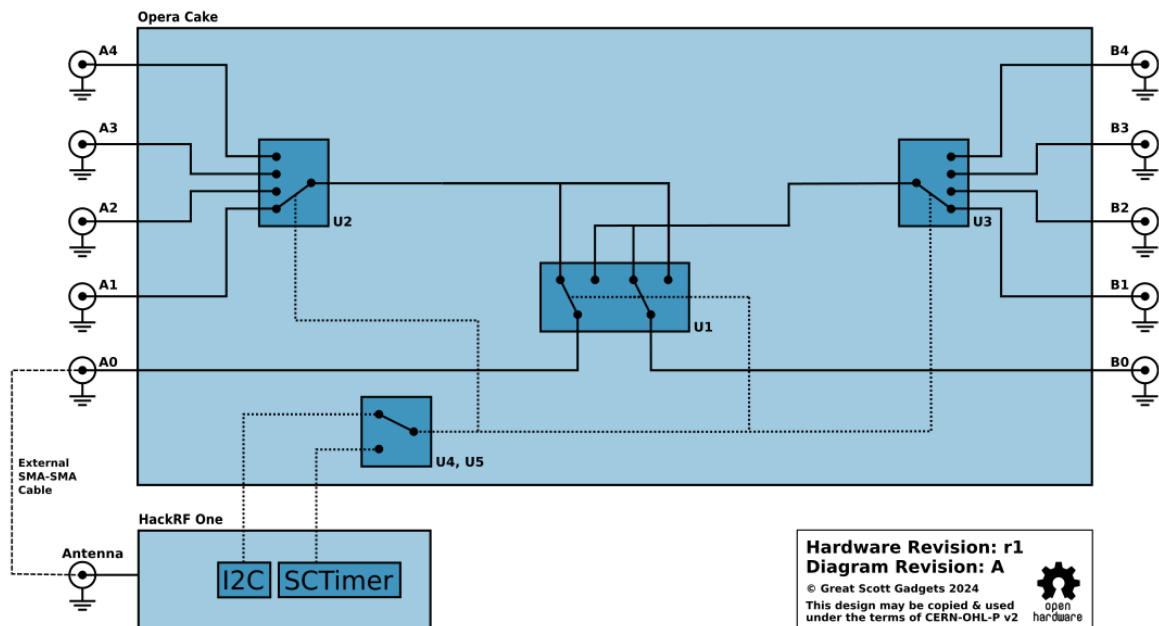 Opera Cake
A4
B4
A3
B3
A2
B2
U2
U3
A1
B1
U1
A0
B0
U4, U5
External
SMA-SMA
Cable
HackRF One
Antenna
I2C
SCTimer
Hardware Revision: r1
Diagram Revision: A
© Great Scott Gadgets 2024
This design may be copied & used
under the terms of CERN-OHL-P v2
open
hardware